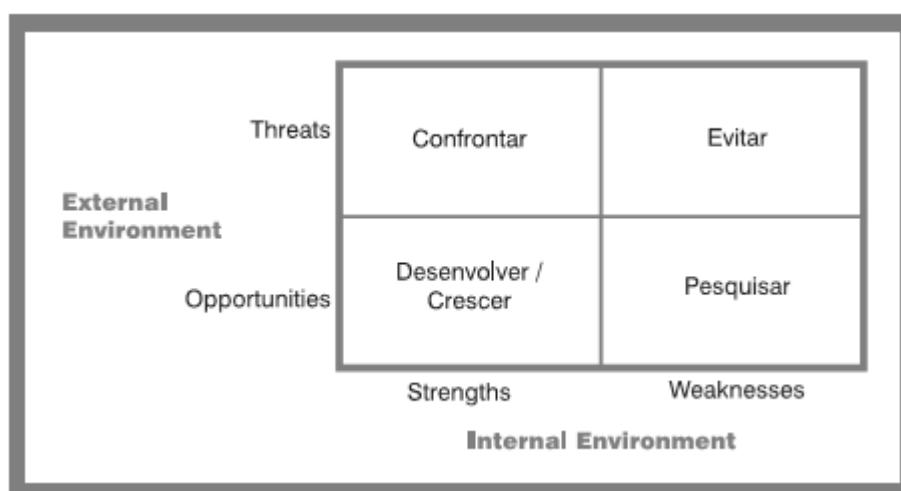 Threats
Confrontar
Evitar
External
Environment
Opportunities
Desenvolver /
Crescer
Pesquisar
Strengths
Weaknesses
Internal Environment